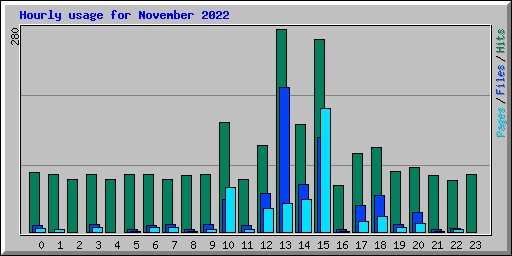 Hourly usage for November 2022
280
Pages/Files/Hits
0 1 2 3 4 5 6 7 8 9 10 11 12 13 14 15 16 17 18 19 20 21 22 23